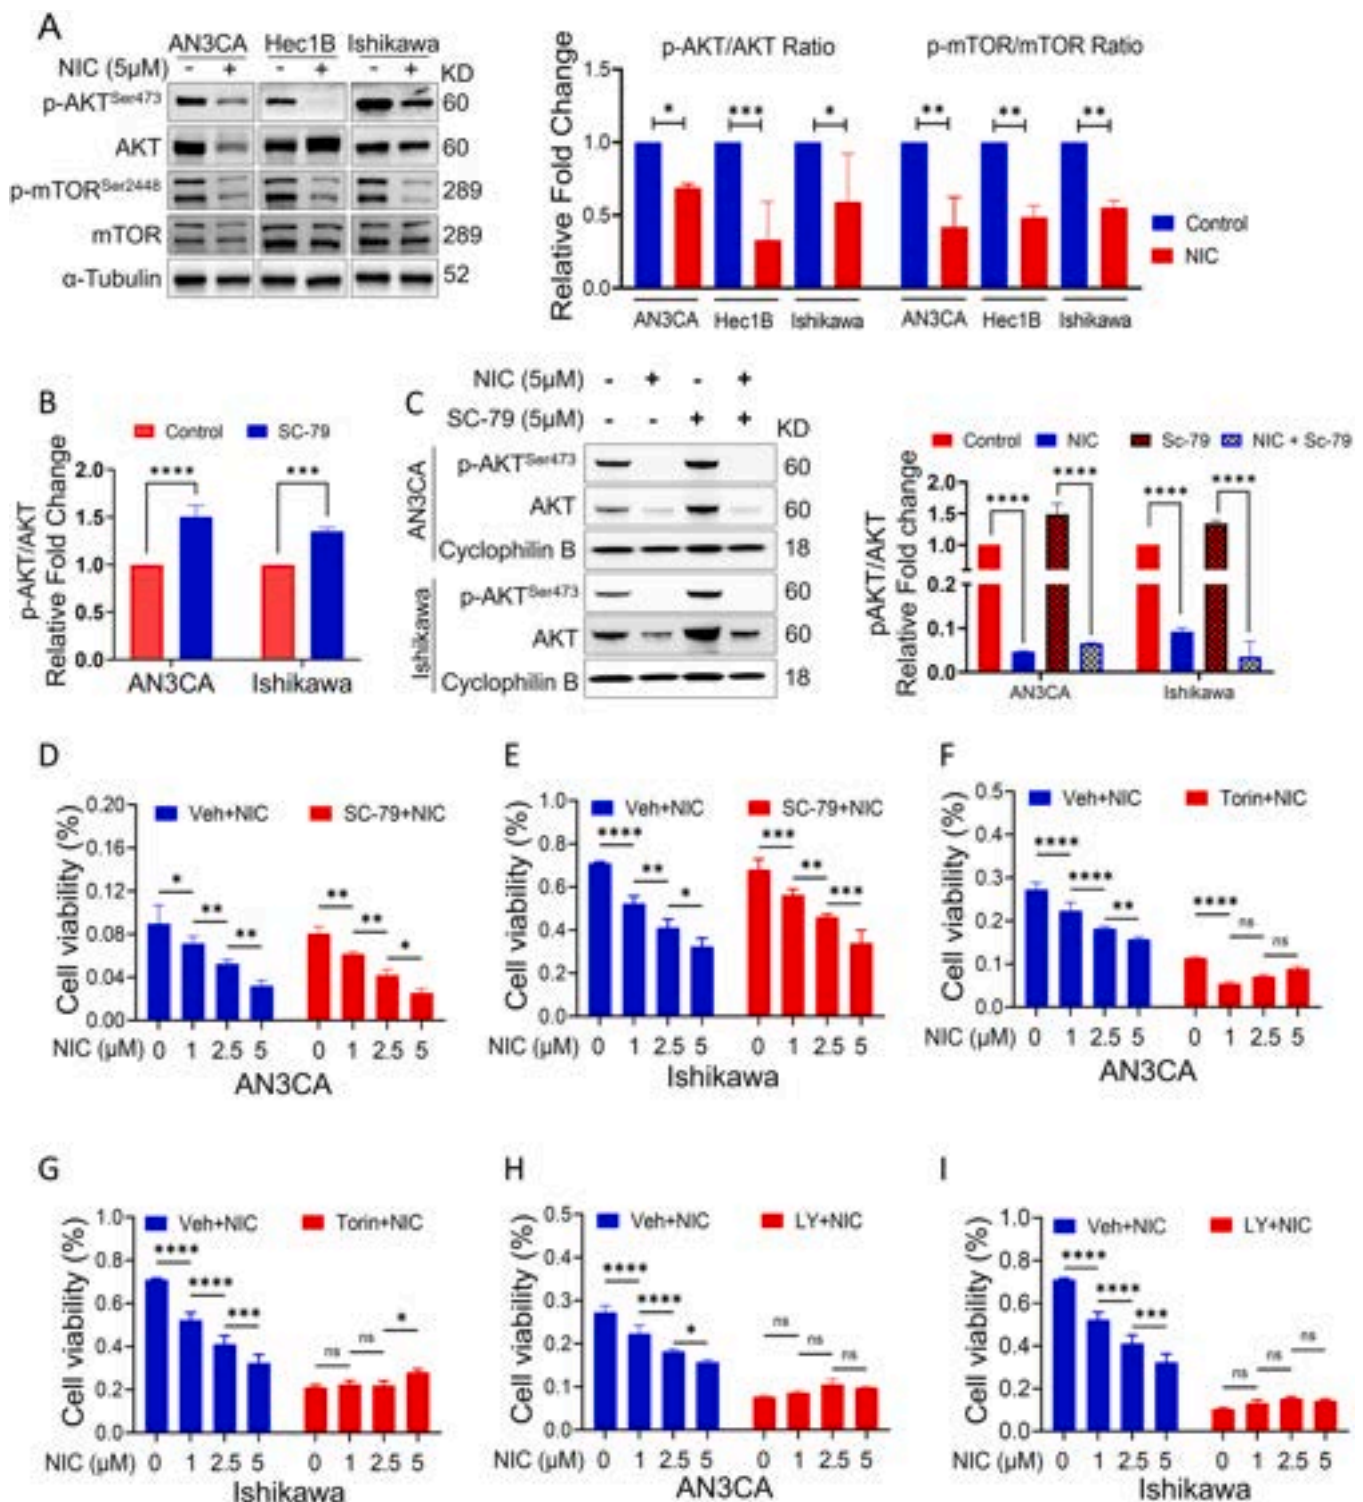 A
AN3CA Hec1B Ishikawa
NIC (5µM) - + - + - + KD
p-AKTSer473 60
AKT 60
p-mTORSer2448 289
mTOR 289
α-Tubulin 52
p-AKT/AKT Ratio p-mTOR/mTOR Ratio
Relative Fold Change
1.5
1.0
0.5
0.0
* *** * ** ** **
Control
NIC
AN3CA Hec1B Ishikawa AN3CA Hec1B Ishikawa
B
Control SC-79
p-AKT/AKT
Relative Fold Change
2.0
1.5
1.0
0.5
0.0
**** ***
AN3CA Ishikawa
C
NIC (5µM) - + - +
SC-79 (5µM) - - + + KD
AN3CA
p-AKTSer473 60
AKT 60
Cyclophilin B 18
Ishikawa
p-AKTSer473 60
AKT 60
Cyclophilin B 18
Control NIC Sc-79 NIC + Sc-79
pAKT/AKT
Relative Fold change
2.0
1.5
1.0
0.2
0.1
0.0
**** **** **** ****
AN3CA Ishikawa
D
Cell viability (%)
0.20
0.16
0.12
0.08
0.04
0.00
Veh+NIC SC-79+NIC
* ** ** ** ** *
NIC (µM) 0 1 2.5 5 0 1 2.5 5
AN3CA
E
Cell viability (%)
1.0
0.8
0.6
0.4
0.2
0.0
Veh+NIC SC-79+NIC
**** ** * *** ** ***
NIC (µM) 0 1 2.5 5 0 1 2.5 5
Ishikawa
F
Cell viability (%)
0.5
0.4
0.3
0.2
0.1
0.0
Veh+NIC Torin+NIC
**** **** ** **** ns ns
NIC (µM) 0 1 2.5 5 0 1 2.5 5
AN3CA
G
Cell viability (%)
1.0
0.8
0.6
0.4
0.2
0.0
Veh+NIC Torin+NIC
**** **** *** ns ns *
NIC (µM) 0 1 2.5 5 0 1 2.5 5
Ishikawa
H
Cell viability (%)
0.5
0.4
0.3
0.2
0.1
0.0
Veh+NIC LY+NIC
**** **** * ns ns ns
NIC (µM) 0 1 2.5 5 0 1 2.5 5
AN3CA
I
Cell viability (%)
1.0
0.8
0.6
0.4
0.2
0.0
Veh+NIC LY+NIC
**** **** *** ns ns ns
NIC (µM) 0 1 2.5 5 0 1 2.5 5
Ishikawa